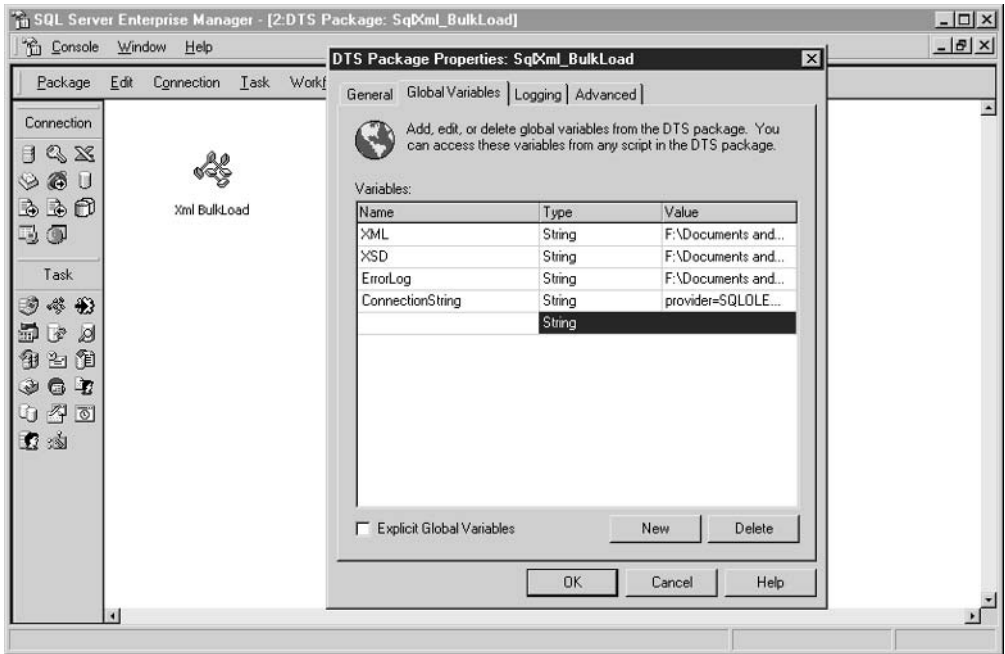 SQL Server Enterprise Manager - [2:DTS Package: SqlXml_BulkLoad]
Console Window Help
Package Edit Connection Task
Connection
Xml BulkLoad
Task
DTS Package Properties: SqlXml_BulkLoad
General Global Variables Logging Advanced
Add, edit, or delete global variables from the DTS package. You
can access these variables from any script in the DTS package.
Variables:
Name Type Value
XML String F:\Documents and...
XSD String F:\Documents and...
ErrorLog String F:\Documents and...
ConnectionString String provider=SQLOLE...
String
Explicit Global Variables New Delete
OK Cancel Help